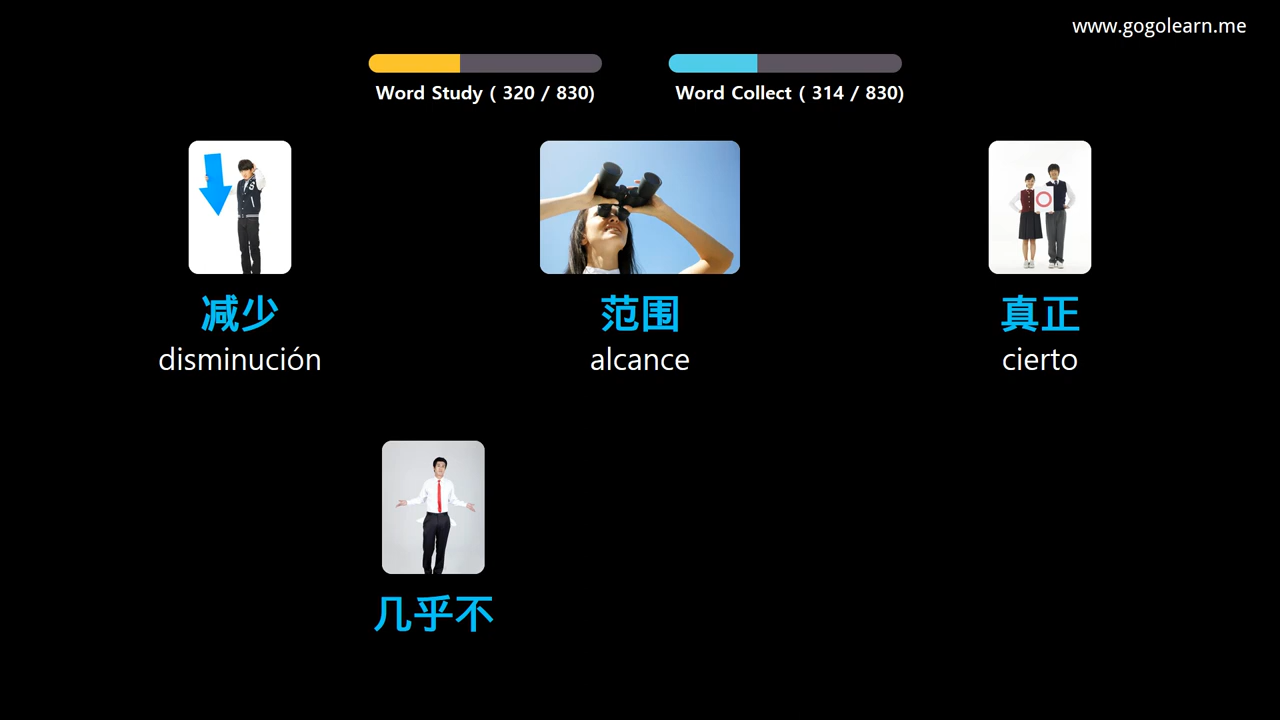 www.gogolearn.me
Word Study ( 320 / 830)
Word Collect ( 314 / 830)
减少
disminución
范围
alcance
真正
cierto
几乎不